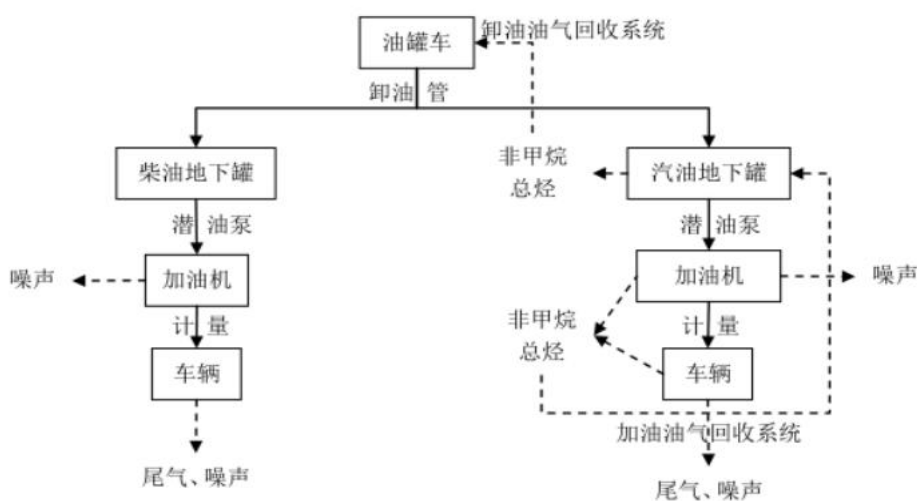 卸油油气回收系统
油罐车
卸油 管
柴油地下罐
非甲烷
总烃
汽油地下罐
潜 油泵
潜 油泵
噪声
加油机
加油机
噪声
计 量
非甲烷
总烃
计 量
车辆
车辆
加油油气回收系统
尾气、噪声
尾气、噪声